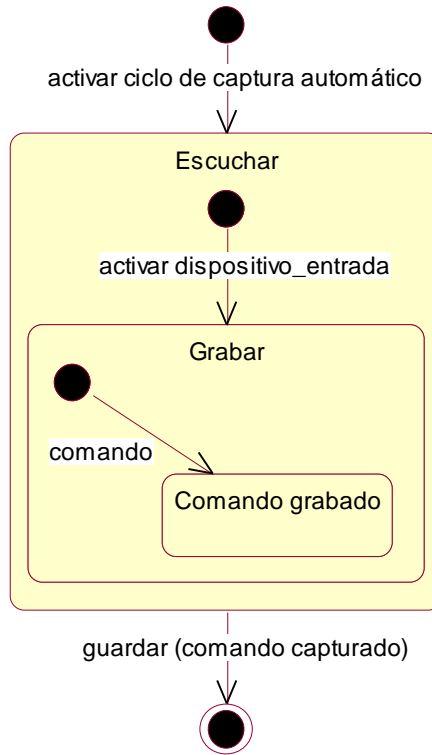 activar ciclo de captura automático
Escuchar
activar dispositivo_entrada
Grabar
comando
Comando grabado
guardar (comando capturado)